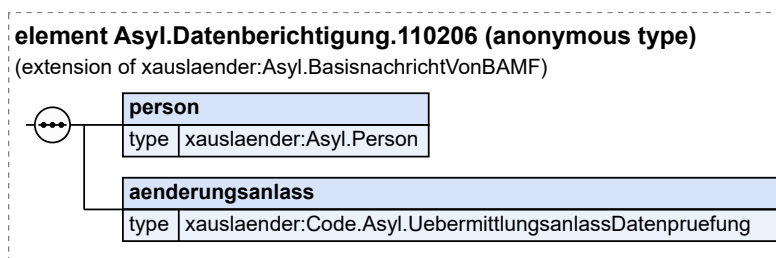 element Asyl.Datenberichtigung.110206 (anonymous type)
(extension of xauslaender:Asyl.BasisnachrichtVonBAMF)
person
type xauslaender:Asyl.Person
aenderungsanlass
type xauslaender:Code.Asyl.UebermittlungsanlassDatenpruefung